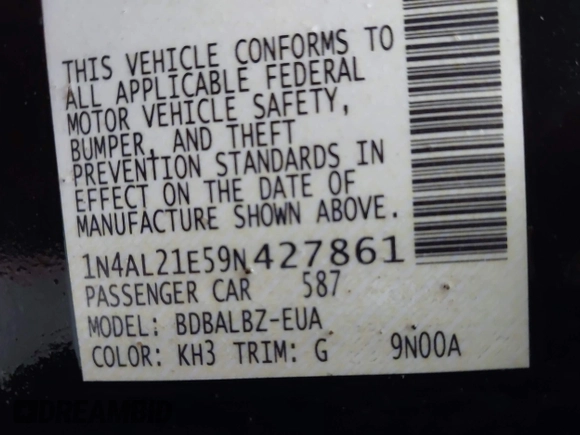 THIS VEHICLE CONFORMS TO
ALL APPLICABLE FEDERAL
MOTOR VEHICLE SAFETY,
BUMPER, AND THEFT
PREVENTION STANDARDS IN
EFFECT ON THE DATE OF
MANUFACTURE SHOWN ABOVE.
1N4AL21E59N427861
PASSENGER CAR 587
MODEL: BDBALBZ-EUA
COLOR: KH3 TRIM: G 9N00A
DREAMBID